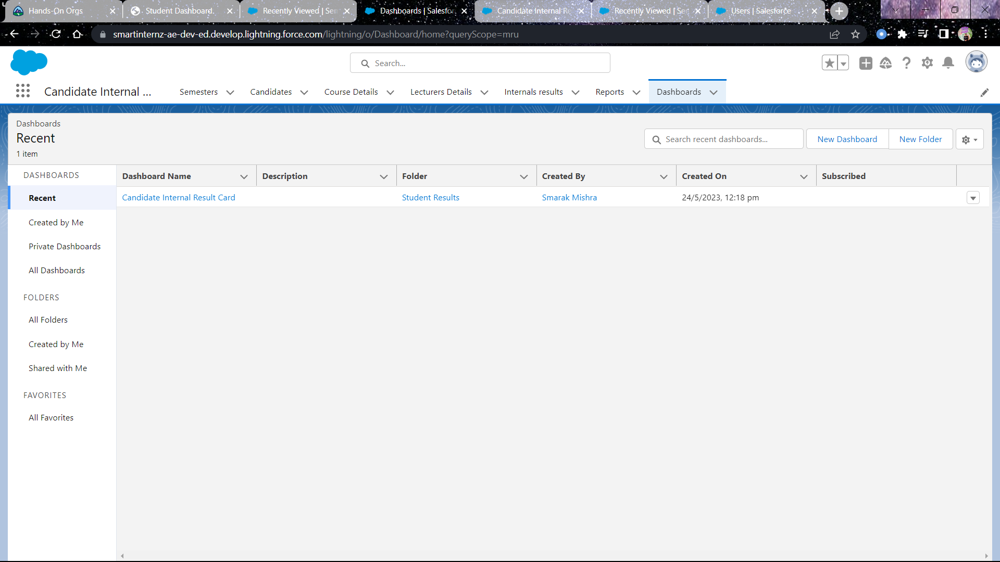 Hands-On Orgs
Student Dashboard.
Recently Viewed | Sem
Dashboards | Salesfor
Candidate Internal Re
Recently Viewed | Sem
Users | Salesforce
smartinternz-ae-dev-ed.develop.lightning.force.com/lightning/o/Dashboard/home?queryScope=mru
Search...
Candidate Internal ...
Semesters
Candidates
Course Details
Lecturers Details
Internals results
Reports
Dashboards
Dashboards
Recent
1 item
Search recent dashboards...
New Dashboard
New Folder
DASHBOARDS
Recent
Created by Me
Private Dashboards
All Dashboards
FOLDERS
All Folders
Created by Me
Shared with Me
FAVORITES
All Favorites
Dashboard Name
Description
Folder
Created By
Created On
Subscribed
Candidate Internal Result Card
Student Results
Smarak Mishra
24/5/2023, 12:18 pm